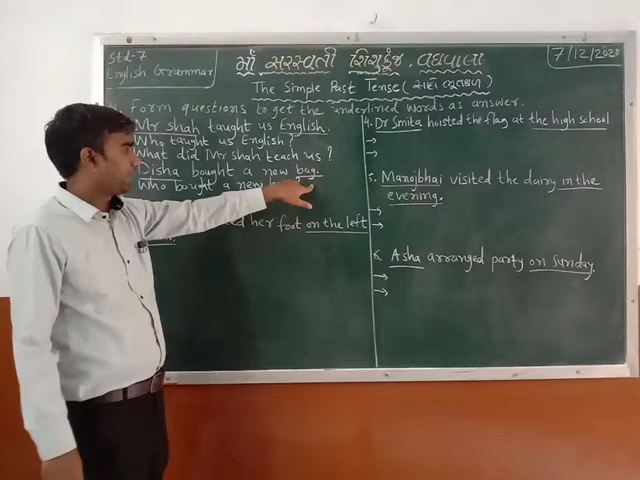 Std-7
English Grammar
માઁ સરસ્વતી શિશુકુંજ, વઘવાલા
7/12/2020
The Simple Past Tense (સાદો ભૂતકાળ)
Form questions to get the underlined words as answer.
Mr shah taught us English.
Who taught us English?
What did Mr shah teach us?
Disha bought a new bag.
Who bought a new
her foot on the left
4. Dr Smita hoisted the flag at the high school
→
→
5. Manojbhai visited the dairy in the
evening.
→
→
6. Asha arranged party on Sunday.
→
→